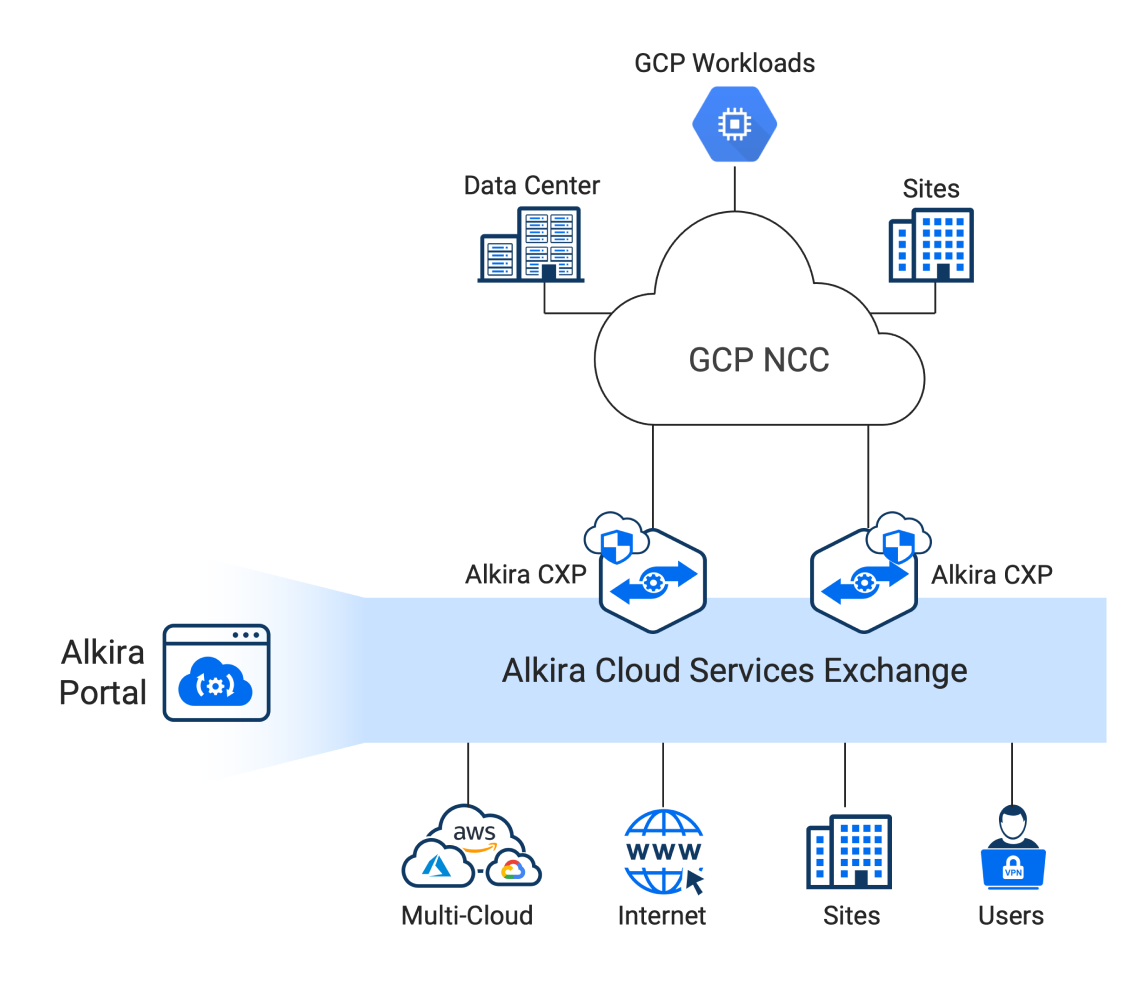 GCP Workloads
Data Center
Sites
GCP NCC
Alkira CXP
Alkira CXP
Alkira
Portal
Alkira Cloud Services Exchange
aws
www
VPN
Multi-Cloud
Internet
Sites
Users